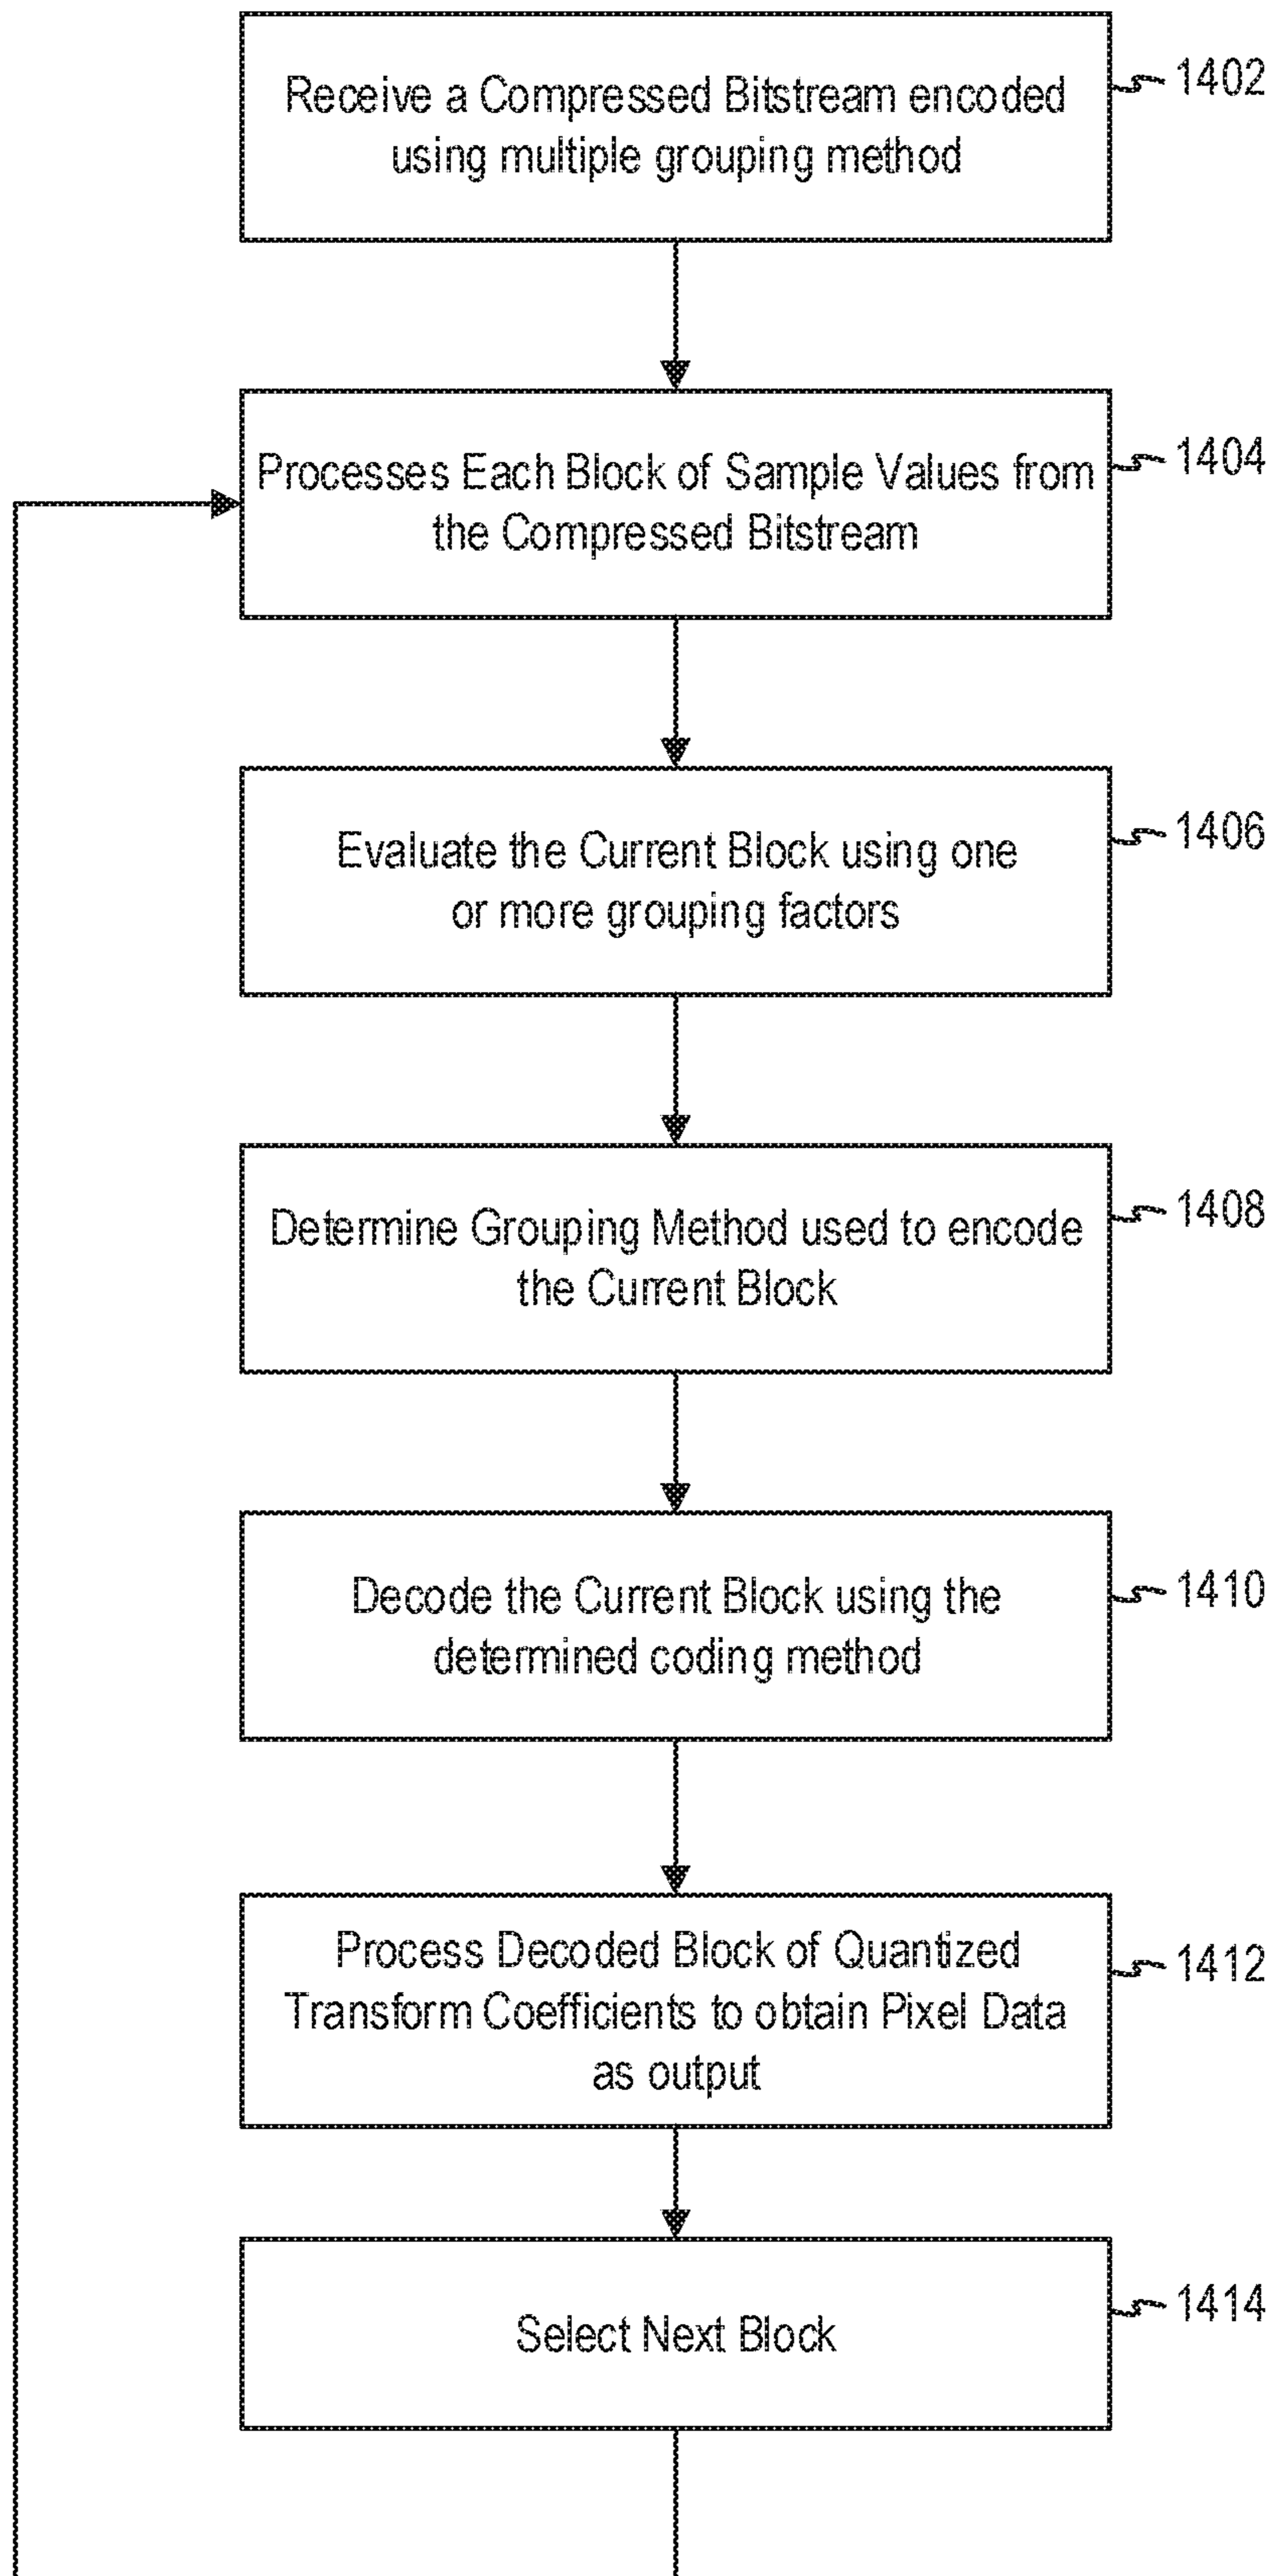 Receive a Compressed Bitstream encoded
using multiple grouping method
1402
Processes Each Block of Sample Values from
the Compressed Bitstream
1404
Evaluate the Current Block using one
or more grouping factors
1406
Determine Grouping Method used to encode
the Current Block
1408
Decode the Current Block using the
determined coding method
1410
Process Decoded Block of Quantized
Transform Coefficients to obtain Pixel Data
as output
1412
Select Next Block
1414